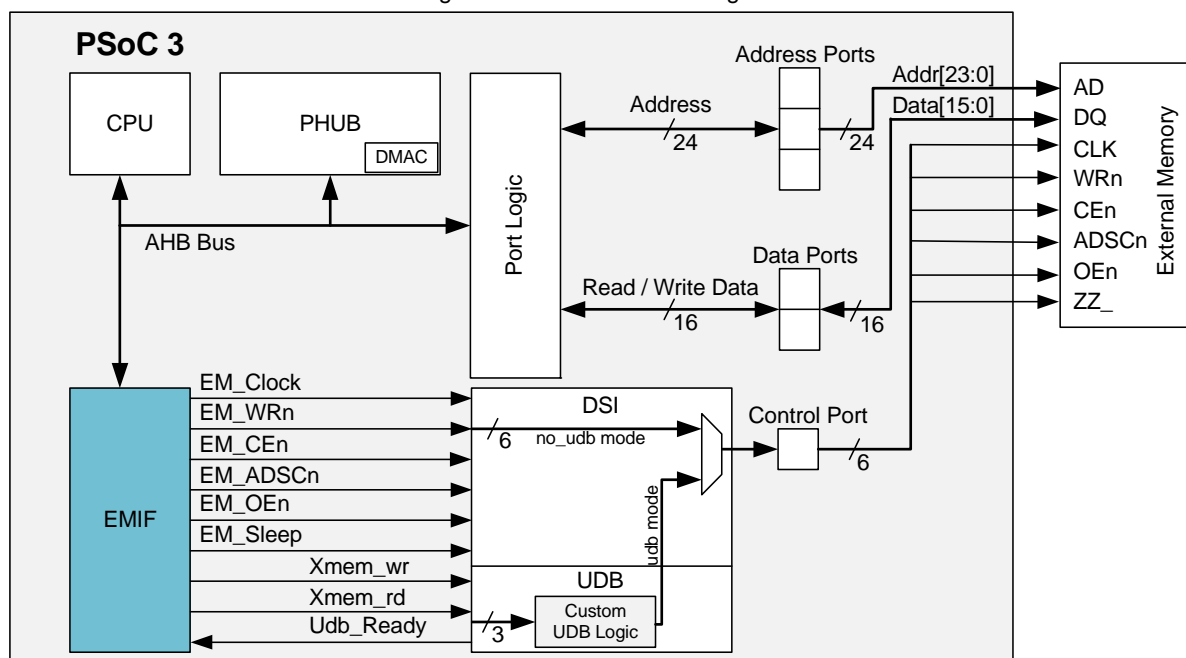 PSoC 3
CPU
PHUB
DMAC
AHB Bus
Port Logic
Address
24
Address Ports
24
Addr[23:0]
Data[15:0]
Read / Write Data
16
Data Ports
16
AD
DQ
CLK
WRn
CEn
ADSCn
OEn
ZZ_
External Memory
EMIF
EM_Clock
EM_WRn
EM_CEn
EM_ADSCn
EM_OEn
EM_Sleep
Xmem_wr
Xmem_rd
Udb_Ready
DSI
6
no_udb mode
udb mode
UDB
3
Custom
UDB Logic
Control Port
6